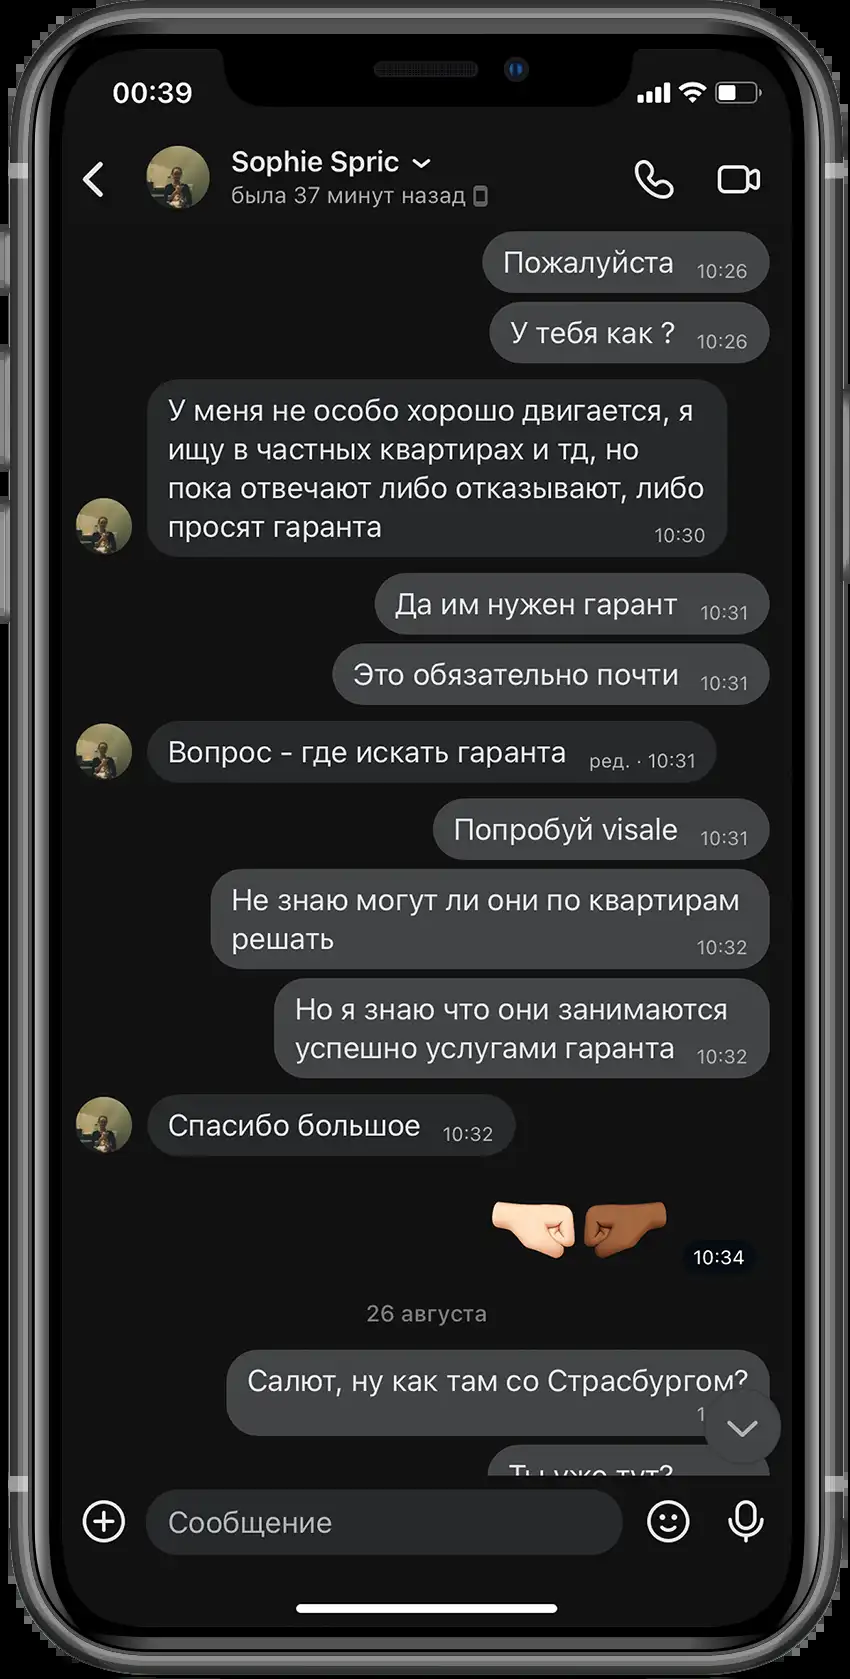 00:39
Sophie Spric
была 37 минут назад
Пожалуйста 10:26
У тебя как ? 10:26
У меня не особо хорошо двигается, я
ищу в частных квартирах и тд, но
пока отвечают либо отказывают, либо
просят гаранта 10:30
Да им нужен гарант 10:31
Это обязательно почти 10:31
Вопрос - где искать гаранта ред. · 10:31
Попробуй visale 10:31
Не знаю могут ли они по квартирам
решать 10:32
Но я знаю что они занимаются
успешно услугами гаранта 10:32
Спасибо большое 10:32
10:34
26 августа
Салют, ну как там со Страсбургом?
Ты уже тут?
Сообщение